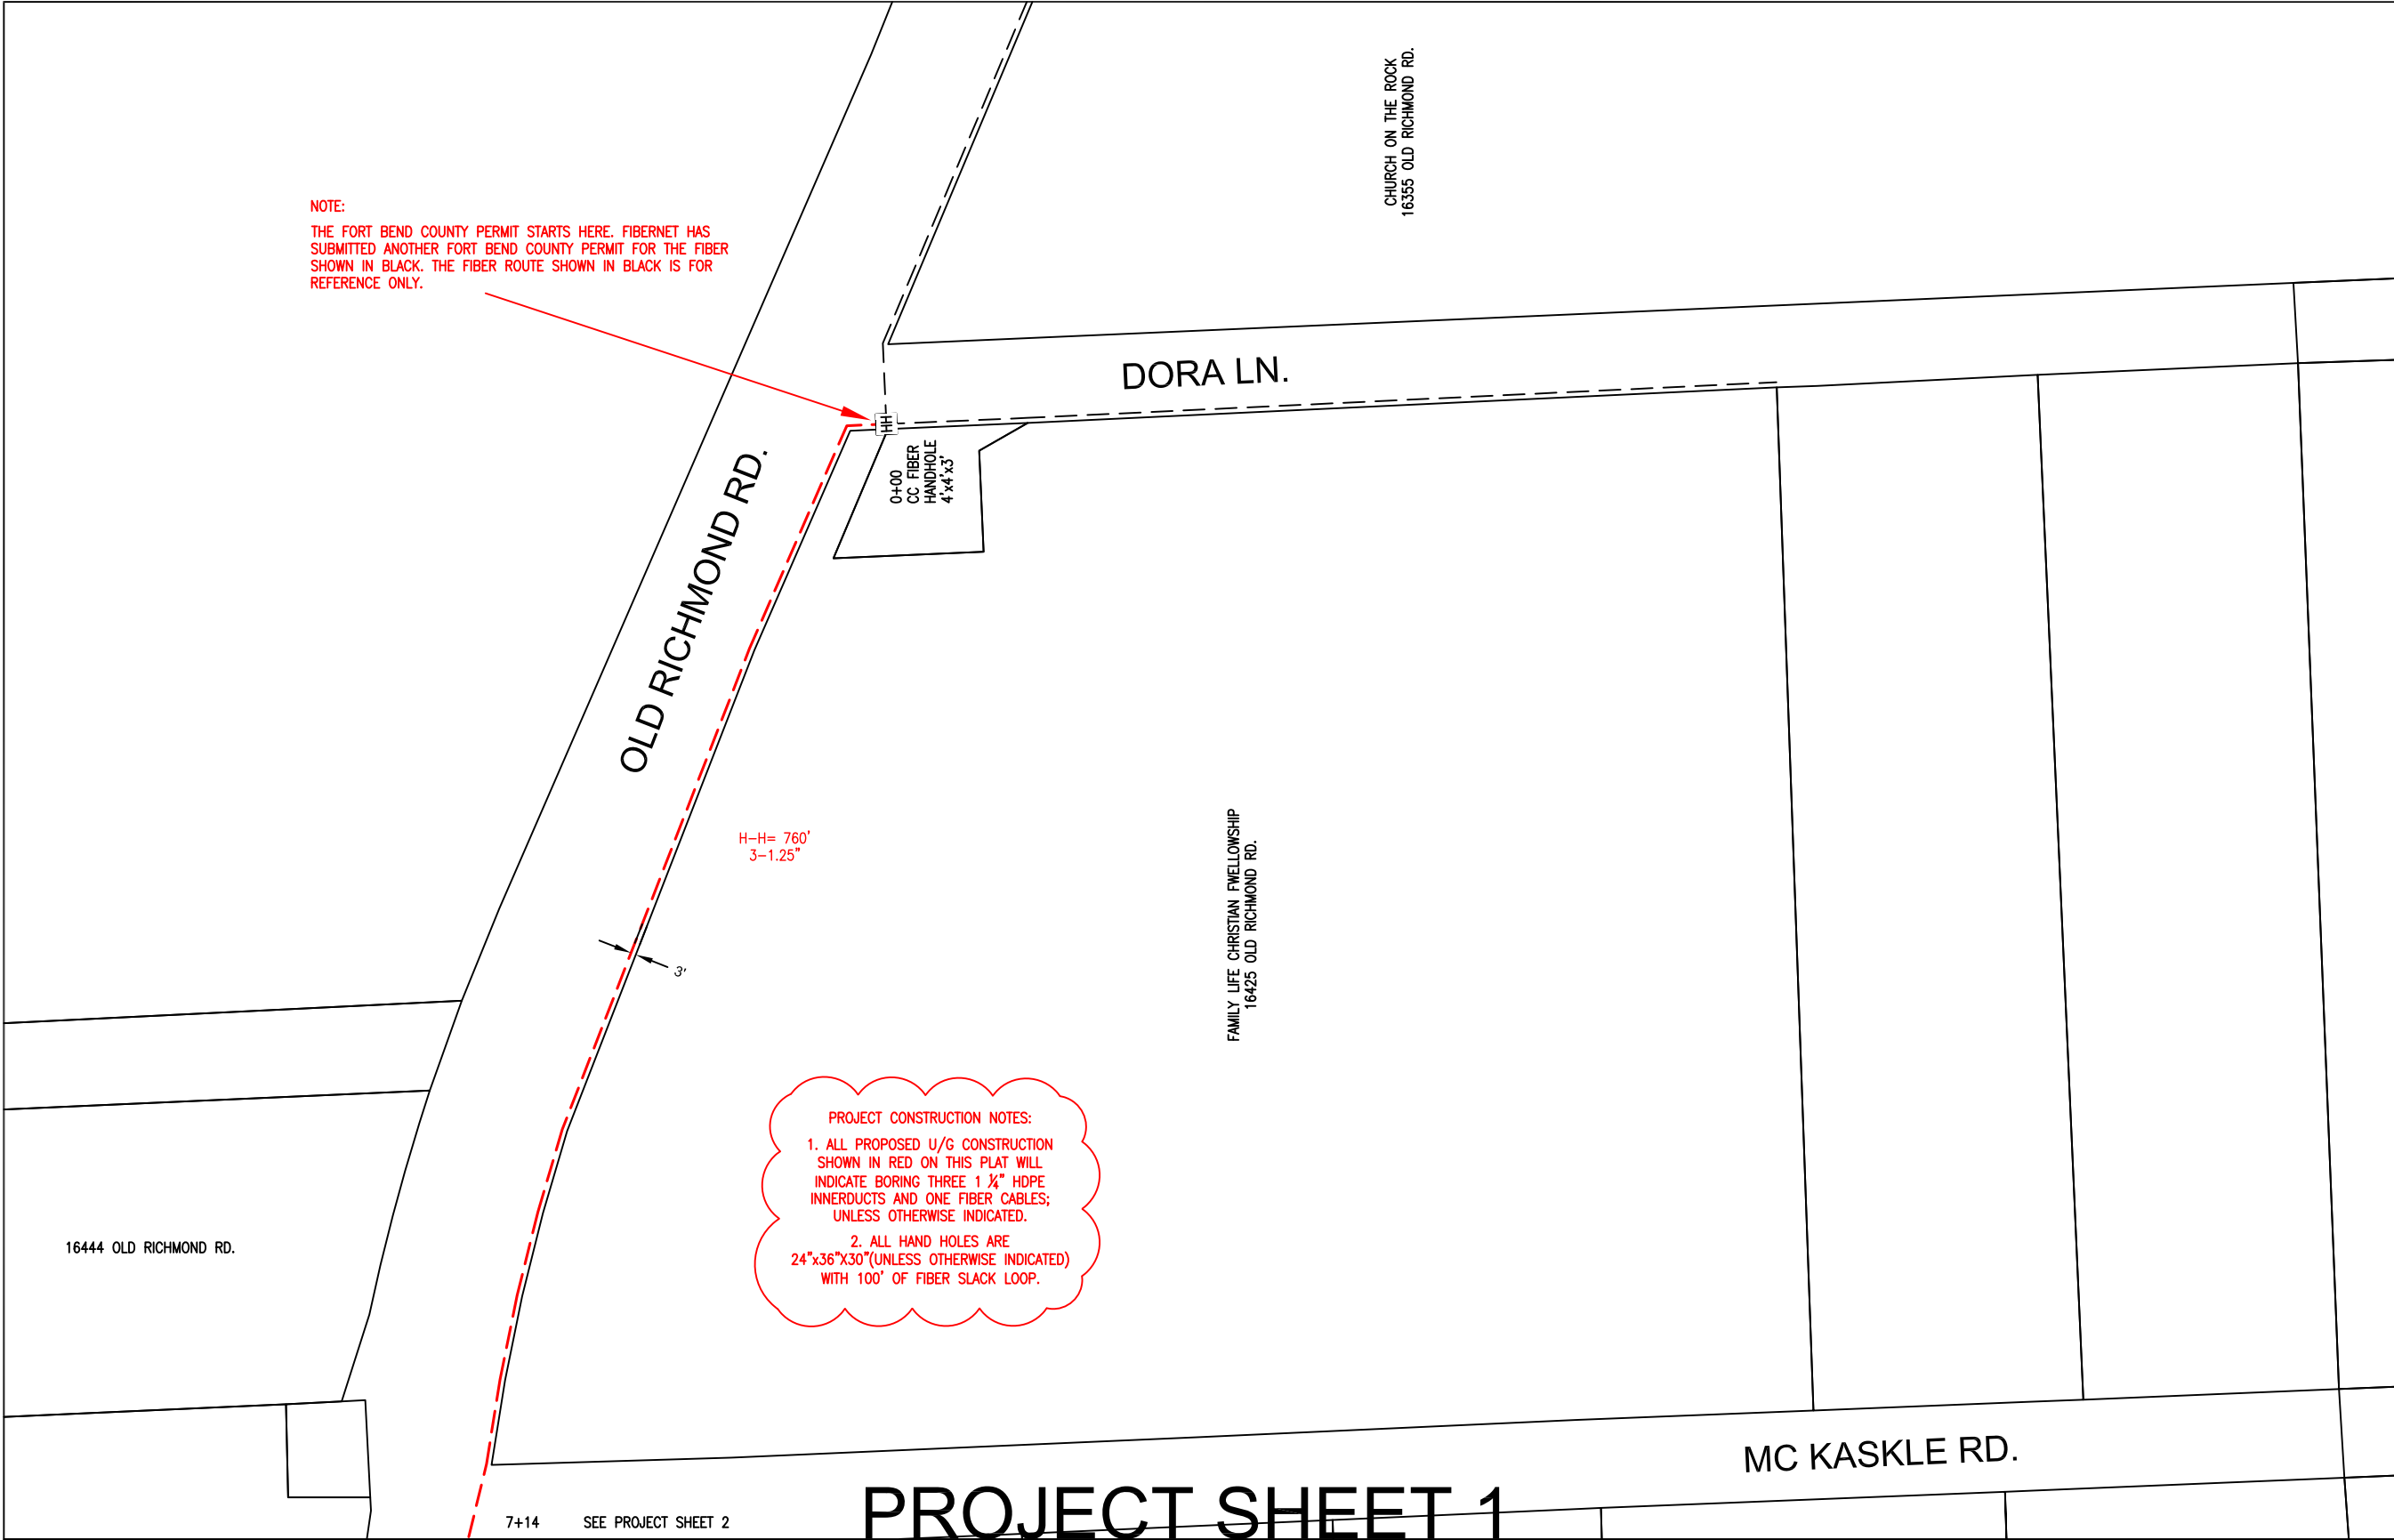 CHURCH ON THE ROCK
16355 OLD RICHMOND RD.
NOTE:
THE FORT BEND COUNTY PERMIT STARTS HERE. FIBERNET HAS
SUBMITTED ANOTHER FORT BEND COUNTY PERMIT FOR THE FIBER
SHOWN IN BLACK. THE FIBER ROUTE SHOWN IN BLACK IS FOR
REFERENCE ONLY.
DORA LN.
HH
0+00
CC FIBER
HANDHOLE
4'x4'x3'
OLD RICHMOND RD.
H-H= 760'
3-1.25"
3'
FAMILY LIFE CHRISTIAN FWELLOWSHIP
16425 OLD RICHMOND RD.
PROJECT CONSTRUCTION NOTES:
1. ALL PROPOSED U/G CONSTRUCTION
SHOWN IN RED ON THIS PLAT WILL
INDICATE BORING THREE 1 ¼" HDPE
INNERDUCTS AND ONE FIBER CABLES;
UNLESS OTHERWISE INDICATED.
2. ALL HAND HOLES ARE
24"x36"X30"(UNLESS OTHERWISE INDICATED)
WITH 100' OF FIBER SLACK LOOP.
16444 OLD RICHMOND RD.
MC KASKLE RD.
7+14 SEE PROJECT SHEET 2
PROJECT SHEET 1